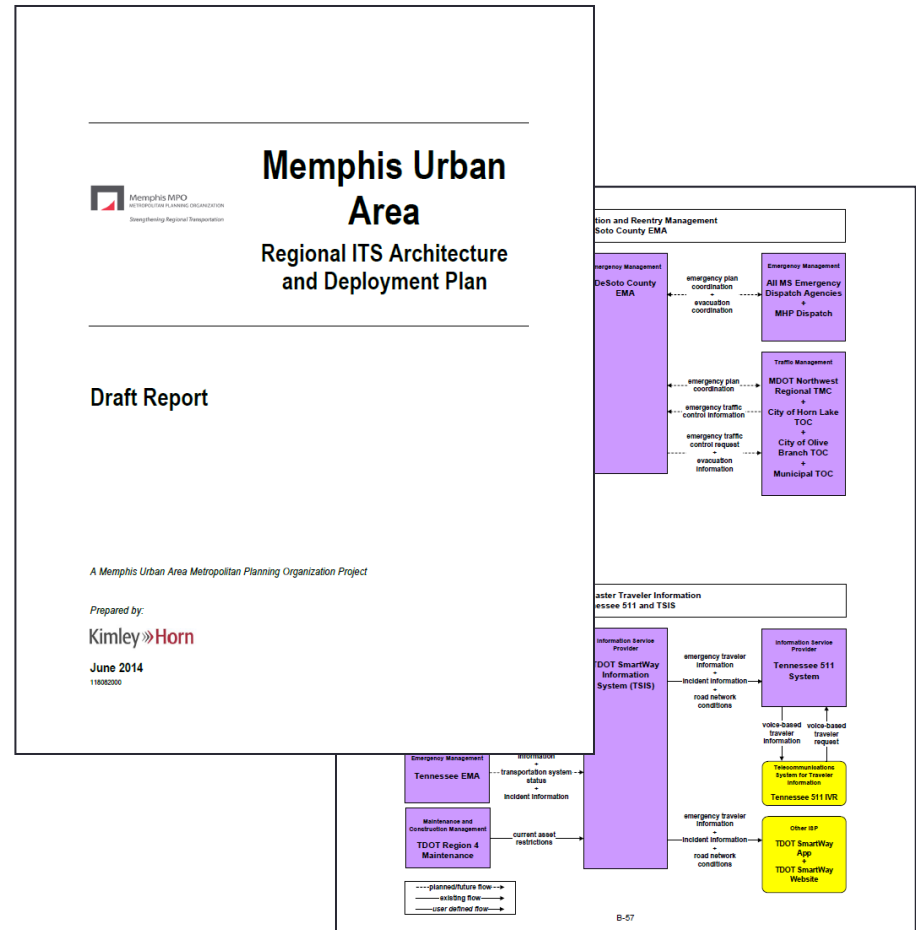 Memphis Urban
Area
Regional ITS Architecture
and Deployment Plan
Memphis MPO
METROPOLITAN PLANNING ORGANIZATION
Strengthening Regional Transportation
Draft Report
A Memphis Urban Area Metropolitan Planning Organization Project
Prepared by:
Kimley»Horn
June 2014
118082000
tion and Reentry Management
Soto County EMA
mergency Management
DeSoto County
EMA
emergency plan
coordination
+
evacuation
coordination
Emergency Management
All MS Emergency
Dispatch Agencies
+
MHP Dispatch
emergency plan
coordination
emergency traffic
control information
emergency traffic
control request
+
evacuation
information
Traffic Management
MDOT Northwest
Regional TMC
+
City of Horn Lake
TOC
+
City of Olive
Branch TOC
+
Municipal TOC
aster Traveler Information
nessee 511 and TSIS
Information Service
Provider
TDOT SmartWay
Information
System (TSIS)
emergency traveler
information
+
incident information
+
road network
conditions
Information Service
Provider
Tennessee 511
System
voice-based
traveler
information
voice-based
traveler
request
Telecommunications
System for Traveler
Information
Tennessee 511 IVR
Emergency Management
Tennessee EMA
information
+
transportation system
status
+
incident information
Maintenance and
Construction Management
TDOT Region 4
Maintenance
current asset
restrictions
emergency traveler
information
+
incident information
+
road network
conditions
Other ISP
TDOT SmartWay
App
+
TDOT SmartWay
Website
planned/future flow
existing flow
user defined flow
B-57